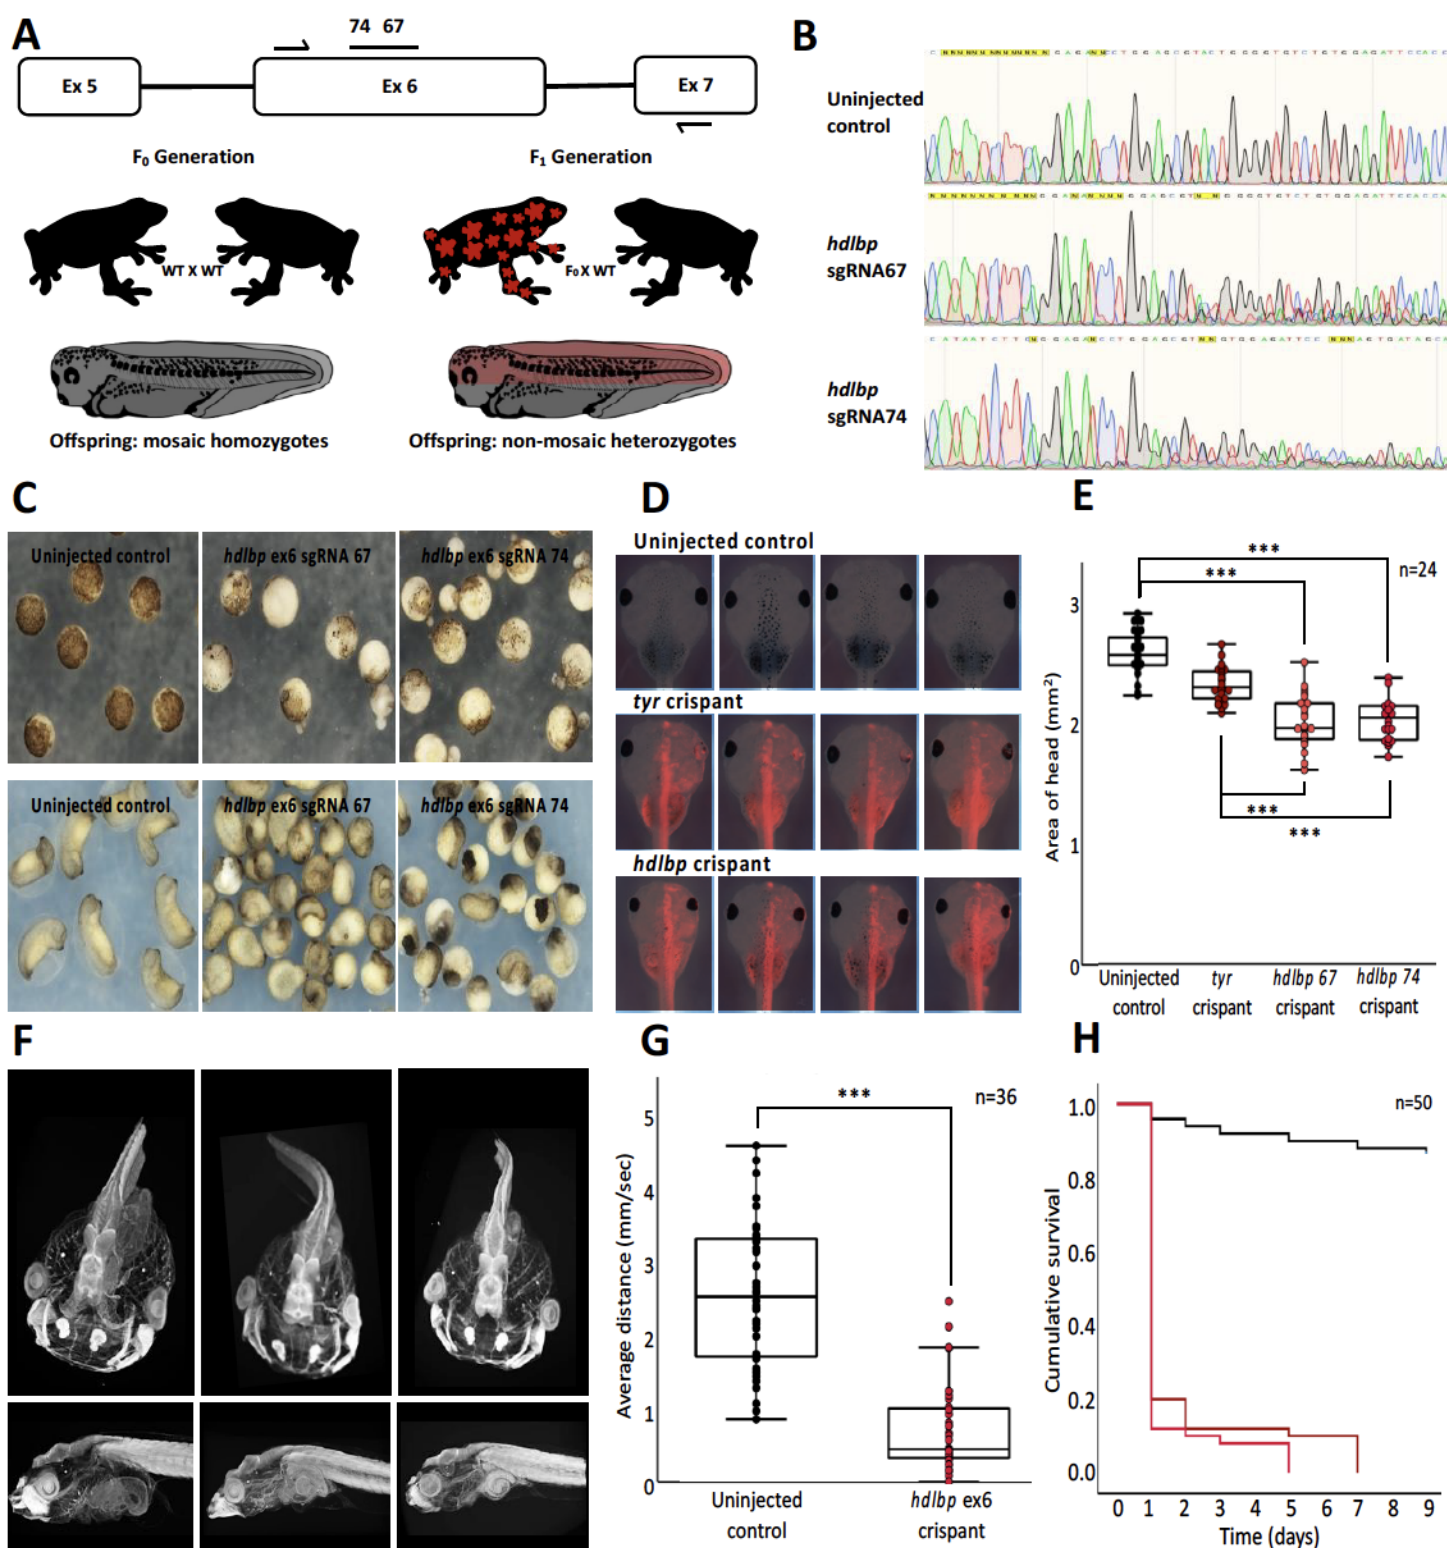 A
74 67
Ex 5
Ex 6
Ex 7
F₀ Generation
F₁ Generation
WT X WT
F₀ X WT
Offspring: mosaic homozygotes
Offspring: non-mosaic heterozygotes
B
Uninjected
control
hdlbp
sgRNA67
hdlbp
sgRNA74
C
Uninjected control
hdlbp ex6 sgRNA 67
hdlbp ex6 sgRNA 74
Uninjected control
hdlbp ex6 sgRNA 67
hdlbp ex6 sgRNA 74
D
Uninjected control
tyr crispant
hdlbp crispant
E
***
***
n=24
3
2
1
0
Area of head (mm²)
***
***
Uninjected
control
tyr
crispant
hdlbp 67
crispant
hdlbp 74
crispant
F
G
***
n=36
5
4
3
2
1
0
Average distance (mm/sec)
Uninjected
control
hdlbp ex6
crispant
H
n=50
1.0
0.8
0.6
0.4
0.2
0.0
Cumulative survival
0 1 2 3 4 5 6 7 8 9
Time (days)